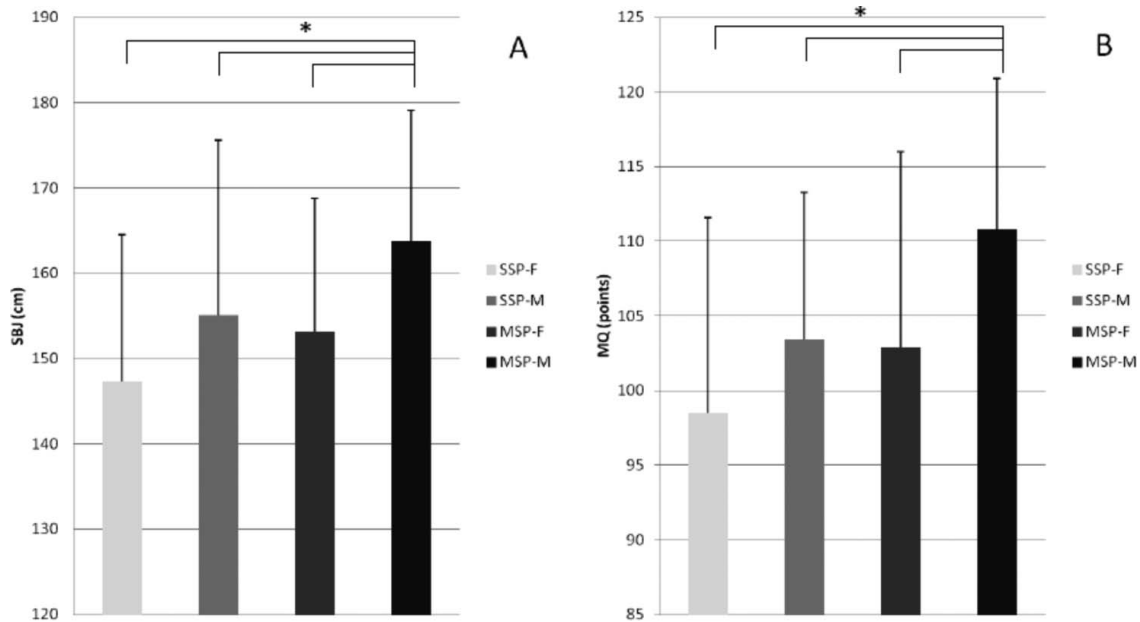 190
180
170
160
150
140
130
120
SBJ (cm)
*
A
SSP-F
SSP-M
MSP-F
MSP-M
125
120
115
110
105
100
95
90
85
MQ (points)
*
B
SSP-F
SSP-M
MSP-F
MSP-M